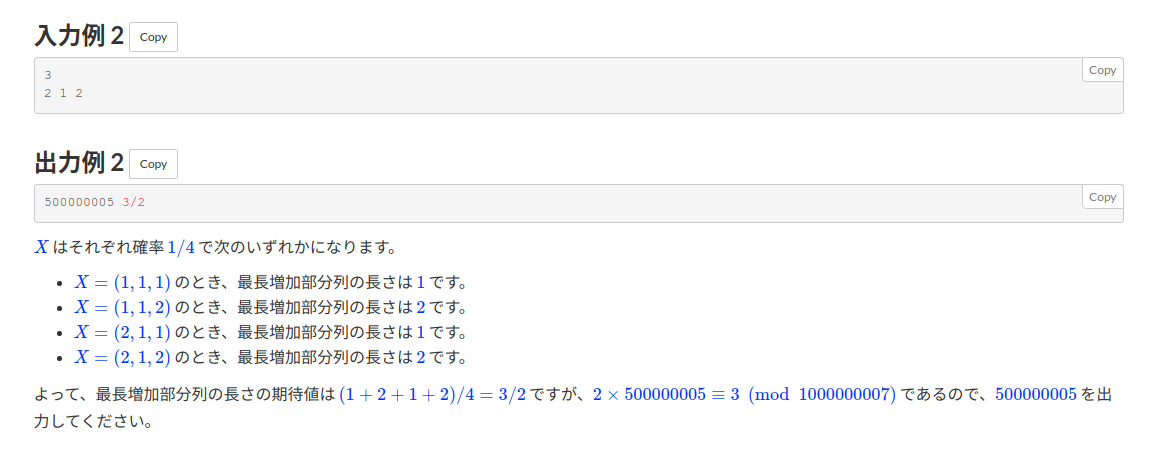 入力例 2 Copy
Copy
3
2 1 2
出力例 2 Copy
Copy
500000005 3/2
X はそれぞれ確率 1/4 で次のいずれかになります。
• X = (1, 1, 1) のとき、最長増加部分列の長さは 1 です。
• X = (1, 1, 2) のとき、最長増加部分列の長さは 2 です。
• X = (2, 1, 1) のとき、最長増加部分列の長さは 1 です。
• X = (2, 1, 2) のとき、最長増加部分列の長さは 2 です。
よって、最長増加部分列の長さの期待値は (1 + 2 + 1 + 2)/4 = 3/2 ですが、2 × 500000005 ≡ 3 (mod 1000000007) であるので、500000005 を出
力してください。